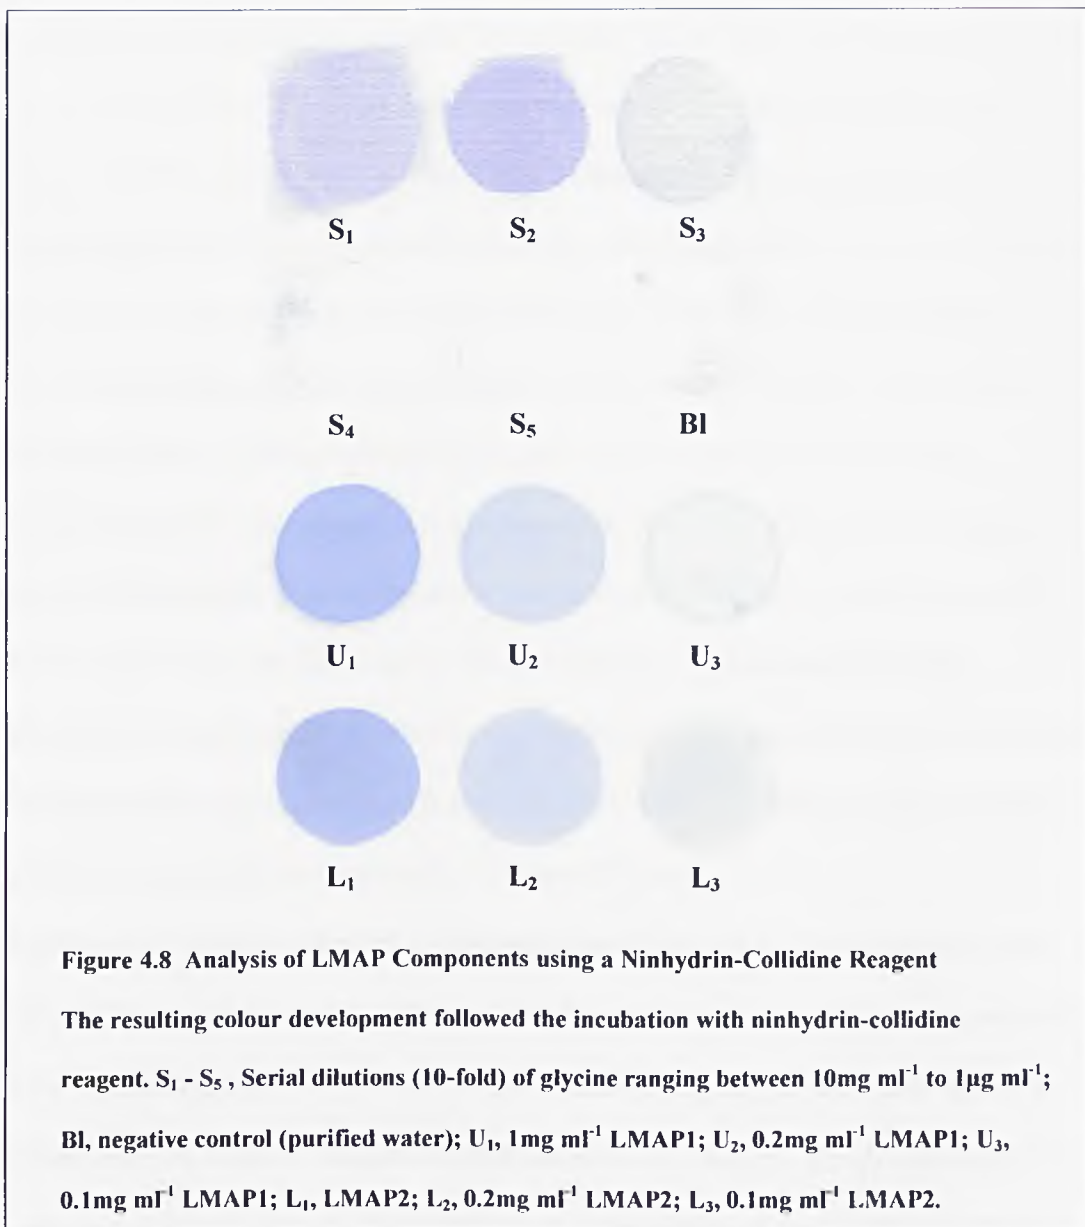 S₁ S₂ S₃
S₄ S₅ Bl
U₁ U₂ U₃
L₁ L₂ L₃
Figure 4.8 Analysis of LMAP Components using a Ninhydrin-Collidine Reagent
The resulting colour development followed the incubation with ninhydrin-collidine
reagent. S₁ - S₅ , Serial dilutions (10-fold) of glycine ranging between 10mg ml⁻¹ to 1µg ml⁻¹;
Bl, negative control (purified water); U₁, 1mg ml⁻¹ LMAP1; U₂, 0.2mg ml⁻¹ LMAP1; U₃,
0.1mg ml⁻¹ LMAP1; L₁, LMAP2; L₂, 0.2mg ml⁻¹ LMAP2; L₃, 0.1mg ml⁻¹ LMAP2.